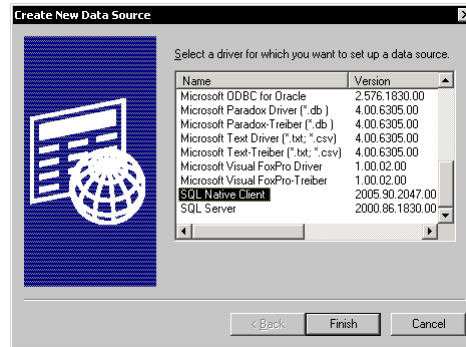 Create New Data Source
Select a driver for which you want to set up a data source.
Name Version
Microsoft ODBC for Oracle 2.576.1830.00
Microsoft Paradox Driver (*.db ) 4.00.6305.00
Microsoft Paradox-Treiber (*.db ) 4.00.6305.00
Microsoft Text Driver (*.txt; *.csv) 4.00.6305.00
Microsoft Text-Treiber (*.txt; *.csv) 4.00.6305.00
Microsoft Visual FoxPro Driver 1.00.02.00
Microsoft Visual FoxPro-Treiber 1.00.02.00
SQL Native Client 2005.90.2047.00
SQL Server 2000.86.1830.00
< Back Finish Cancel